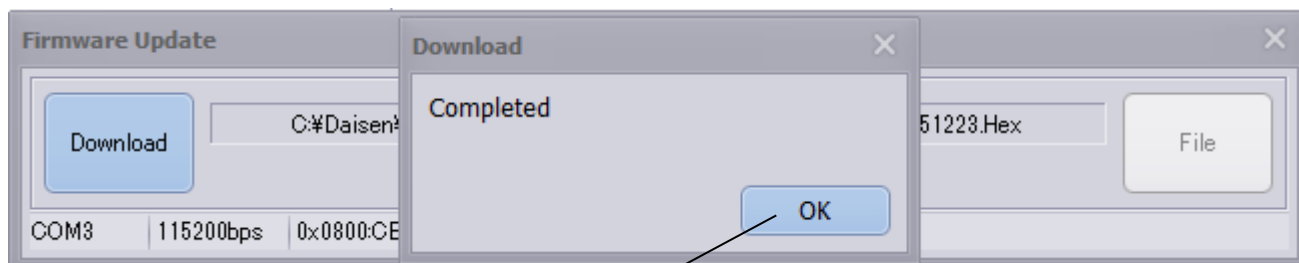 Firmware Update
Download
Completed
Download
C:¥Daisen¥
51223.Hex
File
OK
COM3
115200bps
0x0800:CE